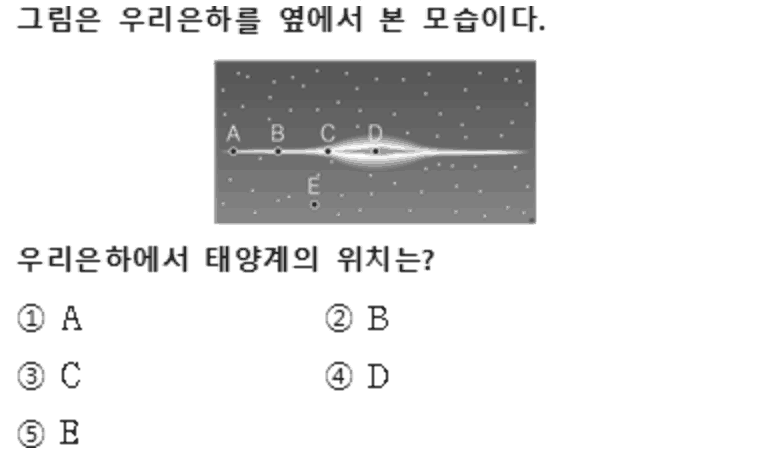 그림은 우리은하를 옆에서 본 모습이다.
A B C D
E
우리은하에서 태양계의 위치는?
① A ② B
③ C ④ D
⑤ E